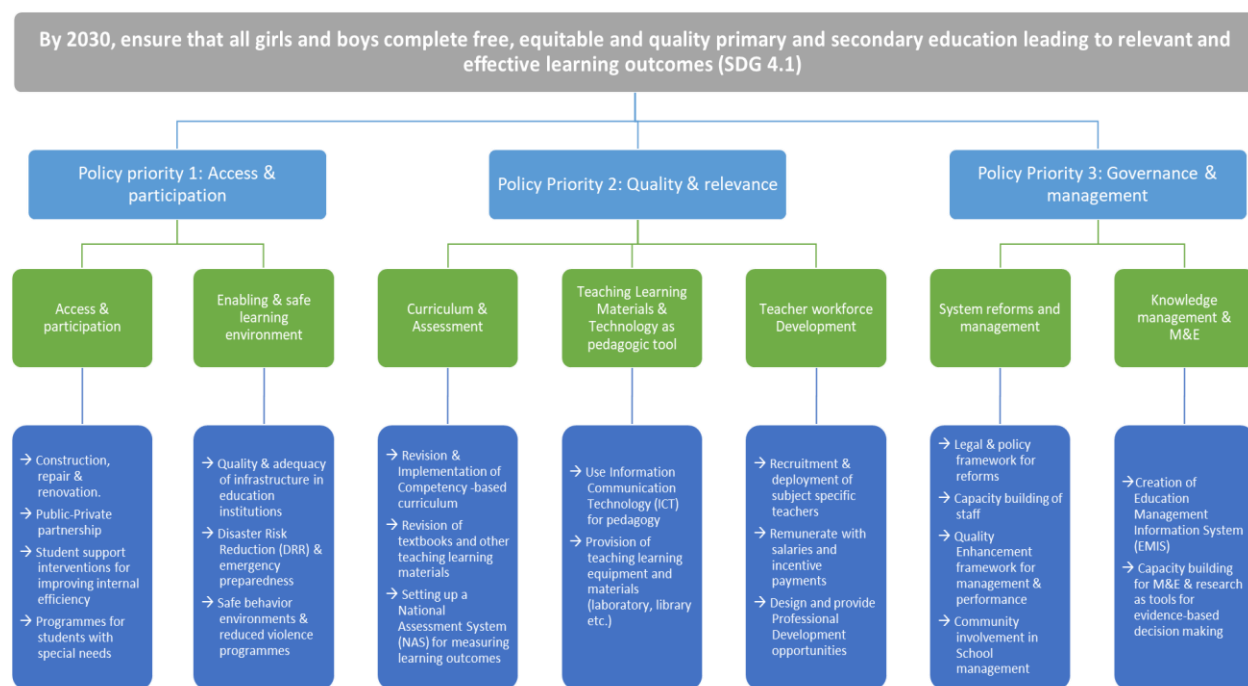 By 2030, ensure that all girls and boys complete free, equitable and quality primary and secondary education leading to relevant and
effective learning outcomes (SDG 4.1)
Policy priority 1: Access &
participation
Policy Priority 2: Quality & relevance
Policy Priority 3: Governance &
management
Access &
participation
Enabling & safe
learning
environment
Curriculum &
Assessment
Teaching Learning
Materials &
Technology as
pedagogic tool
Teacher workforce
Development
System reforms and
management
Knowledge
management &
M&E
→ Construction,
repair &
renovation.
→ Public-Private
partnership
→ Student support
interventions for
improving internal
efficiency
→ Programmes for
students with
special needs
→ Quality & adequacy
of infrastructure in
education
institutions
→ Disaster Risk
Reduction (DRR) &
emergency
preparedness
→ Safe behavior
environments &
reduced violence
programmes
→ Revision &
Implementation of
Competency -based
curriculum
→ Revision of
textbooks and other
teaching learning
materials
→ Setting up a
National
Assessment System
(NAS) for measuring
learning outcomes
→ Use Information
Communication
Technology (ICT)
for pedagogy
→ Provision of
teaching learning
equipment and
materials
(laboratory, library
etc.)
→ Recruitment &
deployment of
subject specific
teachers
→ Remunerate with
salaries and
incentive
payments
→ Design and provide
Professional
Development
opportunities
→ Legal & policy
framework for
reforms
→ Capacity building of
staff
→ Quality
Enhancement
framework for
management &
performance
→ Community
involvement in
School
management
→ Creation of
Education
Management
Information System
(EMIS)
→ Capacity building
for M&E & research
as tools for
evidence-based
decision making